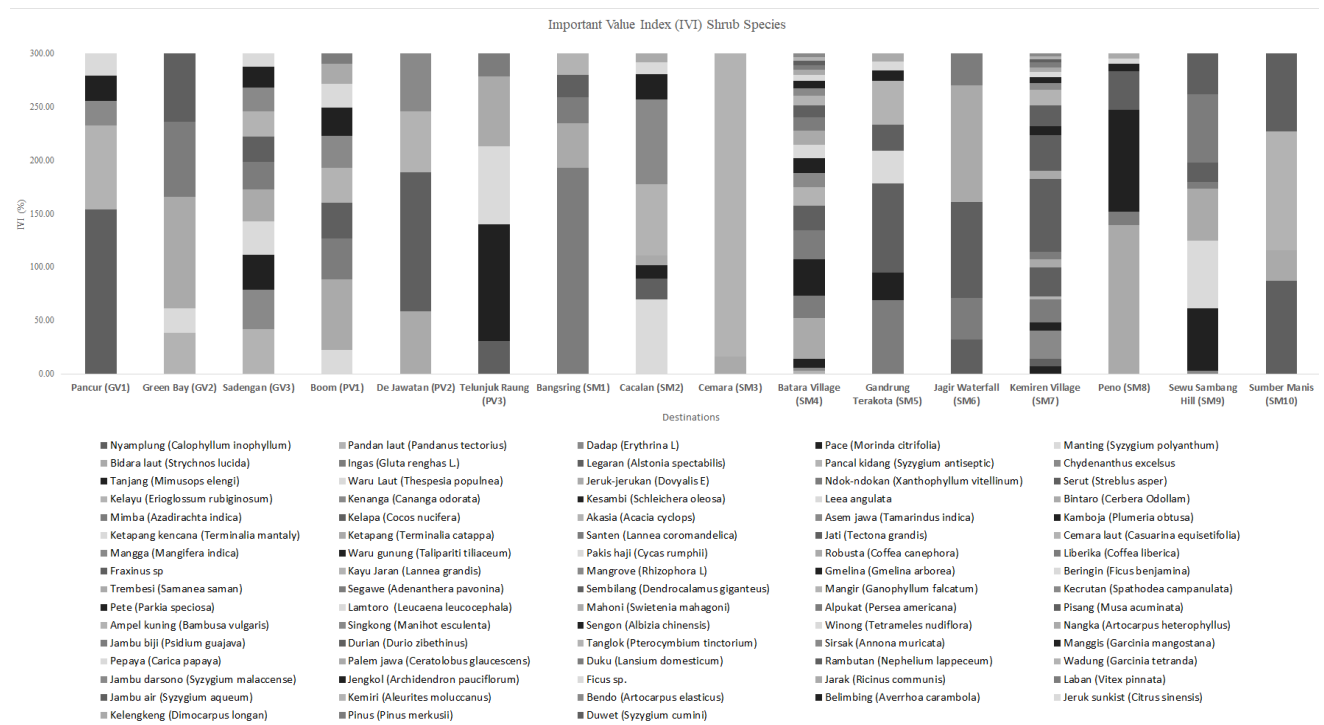 Important Value Index (IVI) Shrub Species
300.00
250.00
200.00
150.00
100.00
50.00
0.00
IVI (%)
Pancur (GV1) Green Bay (GV2) Sadengan (GV3) Boom (PV1) De Jawatan (PV2) Telunjuk Raung (PV3) Bangsring (SM1) Cacalan (SM2) Cemara (SM3) Batara Village (SM4) Gandrung Terakota (SM5) Jagir Waterfall (SM6) Kemiren Village (SM7) Peno (SM8) Sewu Sambang Hill (SM9) Sumber Manis (SM10)
Destinations
Nyamplung (Calophyllum inophyllum) Pandan laut (Pandanus tectorius) Dadap (Erythrina L) Pace (Morinda citrifolia) Manting (Syzygium polyanthum)
Bidara laut (Strychnos lucida) Ingas (Gluta renghas L.) Legaran (Alstonia spectabilis) Pancal kidang (Syzygium antiseptic) Chydenanthus excelsus
Tanjang (Mimusops elengi) Waru Laut (Thespesia populnea) Jeruk-jerukan (Dovyalis E) Ndok-ndokan (Xanthophyllum vitellinum) Serut (Streblus asper)
Kelayu (Erioglossum rubiginosum) Kenanga (Cananga odorata) Kesambi (Schleichera oleosa) Leea angulata Bintaro (Cerbera Odollam)
Mimba (Azadirachta indica) Kelapa (Cocos nucifera) Akasia (Acacia cyclops) Asem jawa (Tamarindus indica) Kamboja (Plumeria obtusa)
Ketapang kencana (Terminalia mantaly) Ketapang (Terminalia catappa) Santen (Lannea coromandelica) Jati (Tectona grandis) Cemara laut (Casuarina equisetifolia)
Mangga (Mangifera indica) Waru gunung (Talipariti tiliaceum) Pakis haji (Cycas rumphii) Robusta (Coffea canephora) Liberika (Coffea liberica)
Fraxinus sp Kayu Jaran (Lannea grandis) Mangrove (Rhizophora L) Gmelina (Gmelina arborea) Beringin (Ficus benjamina)
Trembesi (Samanea saman) Segawe (Adenanthera pavonina) Sembilang (Dendrocalamus giganteus) Mangir (Ganophyllum falcatum) Kecrutan (Spathodea campanulata)
Pete (Parkia speciosa) Lamtoro (Leucaena leucocephala) Mahoni (Swietenia mahagoni) Alpukat (Persea americana) Pisang (Musa acuminata)
Ampel kuning (Bambusa vulgaris) Singkong (Manihot esculenta) Sengon (Albizia chinensis) Winong (Tetrameles nudiflora) Nangka (Artocarpus heterophyllus)
Jambu biji (Psidium guajava) Durian (Durio zibethinus) Tanglok (Pterocymbium tinctorium) Sirsak (Annona muricata) Manggis (Garcinia mangostana)
Pepaya (Carica papaya) Palem jawa (Ceratolobus glaucescens) Duku (Lansium domesticum) Rambutan (Nephelium lappeceum) Wadung (Garcinia tetranda)
Jambu darsono (Syzygium malaccense) Jengkol (Archidendron pauciflorum) Ficus sp. Jarak (Ricinus communis) Laban (Vitex pinnata)
Jambu air (Syzygium aqueum) Kemiri (Aleurites moluccanus) Bendo (Artocarpus elasticus) Belimbing (Averrhoa carambola) Jeruk sunkist (Citrus sinensis)
Kelengkeng (Dimocarpus longan) Pinus (Pinus merkusii) Duwet (Syzygium cumini)